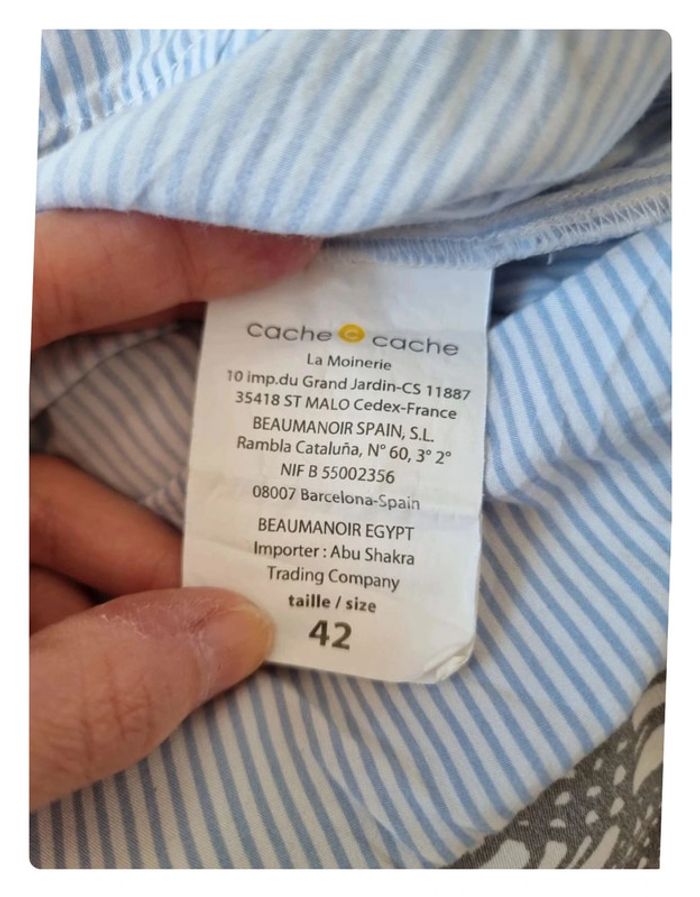 cache cache
La Moinerie
10 imp.du Grand Jardin-CS 11887
35418 ST MALO Cedex-France
BEAUMANOIR SPAIN, S.L.
Rambla Cataluña, N° 60, 3° 2°
NIF B 55002356
08007 Barcelona-Spain
BEAUMANOIR EGYPT
Importer : Abu Shakra
Trading Company
taille / size
42